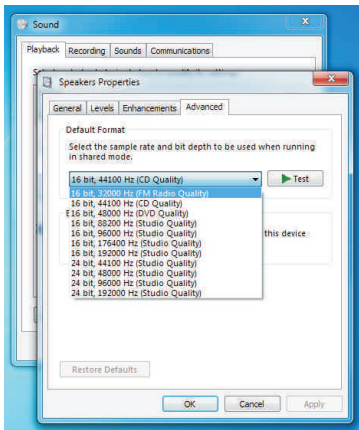 Sound
Playback
Recording
Sounds
Communications
Speakers Properties
General
Levels
Enhancements
Advanced
Default Format
Select the sample rate and bit depth to be used when running
in shared mode.
16 bit, 44100 Hz (CD Quality)
Test
16 bit, 32000 Hz (FM Radio Quality)
16 bit, 44100 Hz (CD Quality)
16 bit, 48000 Hz (DVD Quality)
16 bit, 88200 Hz (Studio Quality)
16 bit, 96000 Hz (Studio Quality)
this device
16 bit, 176400 Hz (Studio Quality)
16 bit, 192000 Hz (Studio Quality)
24 bit, 44100 Hz (Studio Quality)
24 bit, 48000 Hz (Studio Quality)
24 bit, 96000 Hz (Studio Quality)
24 bit, 192000 Hz (Studio Quality)
Restore Defaults
OK
Cancel
Apply